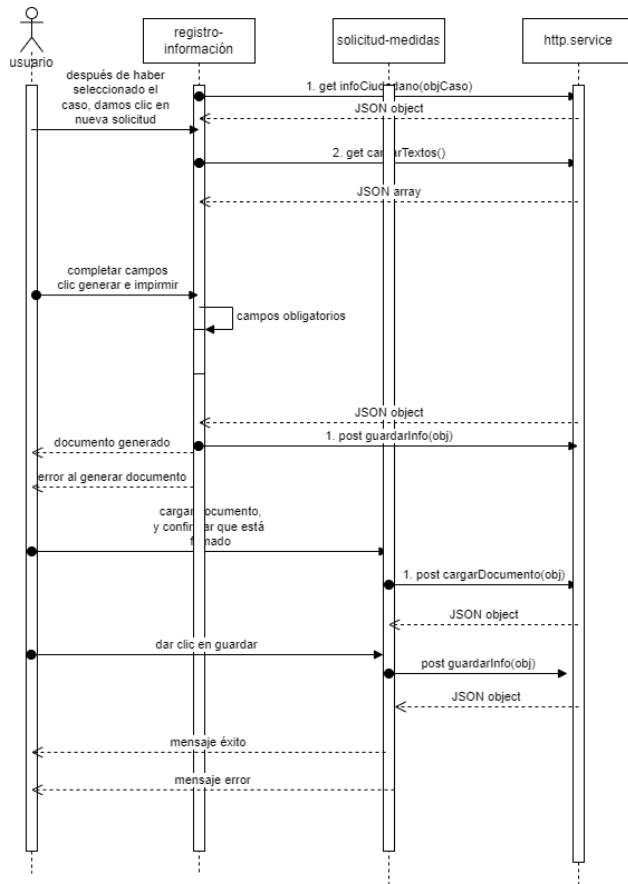 registro-
información
solicitud-medidas
http.service
usuario
después de haber
seleccionado el
caso, damos clic en
nueva solicitud
1. get infoCiudadano(objCaso)
JSON object
2. get cargarTextos()
JSON array
completar campos
clic generar e impirmir
campos obligatorios
JSON object
documento generado
1. post guardarInfo(obj)
error al generar documento
cargar documento,
y confirmar que está
firmado
1. post cargarDocumento(obj)
JSON object
dar clic en guardar
post guardarInfo(obj)
JSON object
mensaje éxito
mensaje error